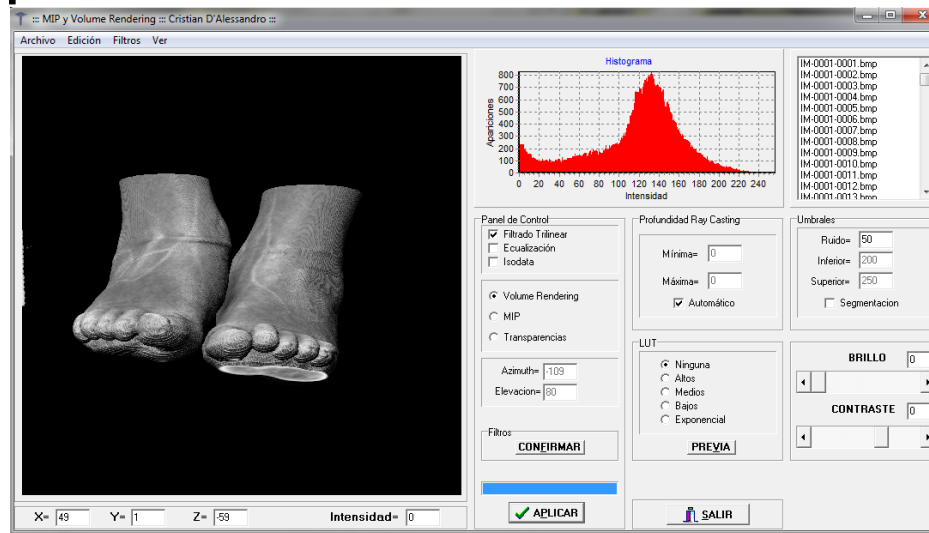 ::: MIP y Volume Rendering ::: Cristian D'Alessandro :::
Archivo Edición Filtros Ver
Histograma
Apariciones
800
700
600
500
400
300
200
100
0
0 20 40 60 80 100 120 140 160 180 200 220 240
Intensidad
IM-0001-0001.bmp
IM-0001-0002.bmp
IM-0001-0003.bmp
IM-0001-0004.bmp
IM-0001-0005.bmp
IM-0001-0006.bmp
IM-0001-0007.bmp
IM-0001-0008.bmp
IM-0001-0009.bmp
IM-0001-0010.bmp
IM-0001-0011.bmp
IM-0001-0012.bmp
IM-0001-0013.bmp
Panel de Control
Filtrado Trilinear
Ecualización
Isodata
Volume Rendering
MIP
Transparencias
Azimuth= -109
Elevacion= 80
Filtros
CONFIRMAR
APLICAR
Profundidad Ray Casting
Mínima= 0
Máxima= 0
Automático
LUT
Ninguna
Altos
Medios
Bajos
Exponencial
PREVIA
SALIR
Umbrales
Ruido= 50
Inferior= 200
Superior= 250
Segmentacion
BRILLO 0
CONTRASTE 0
X= 49 Y= 1 Z= -59 Intensidad= 0